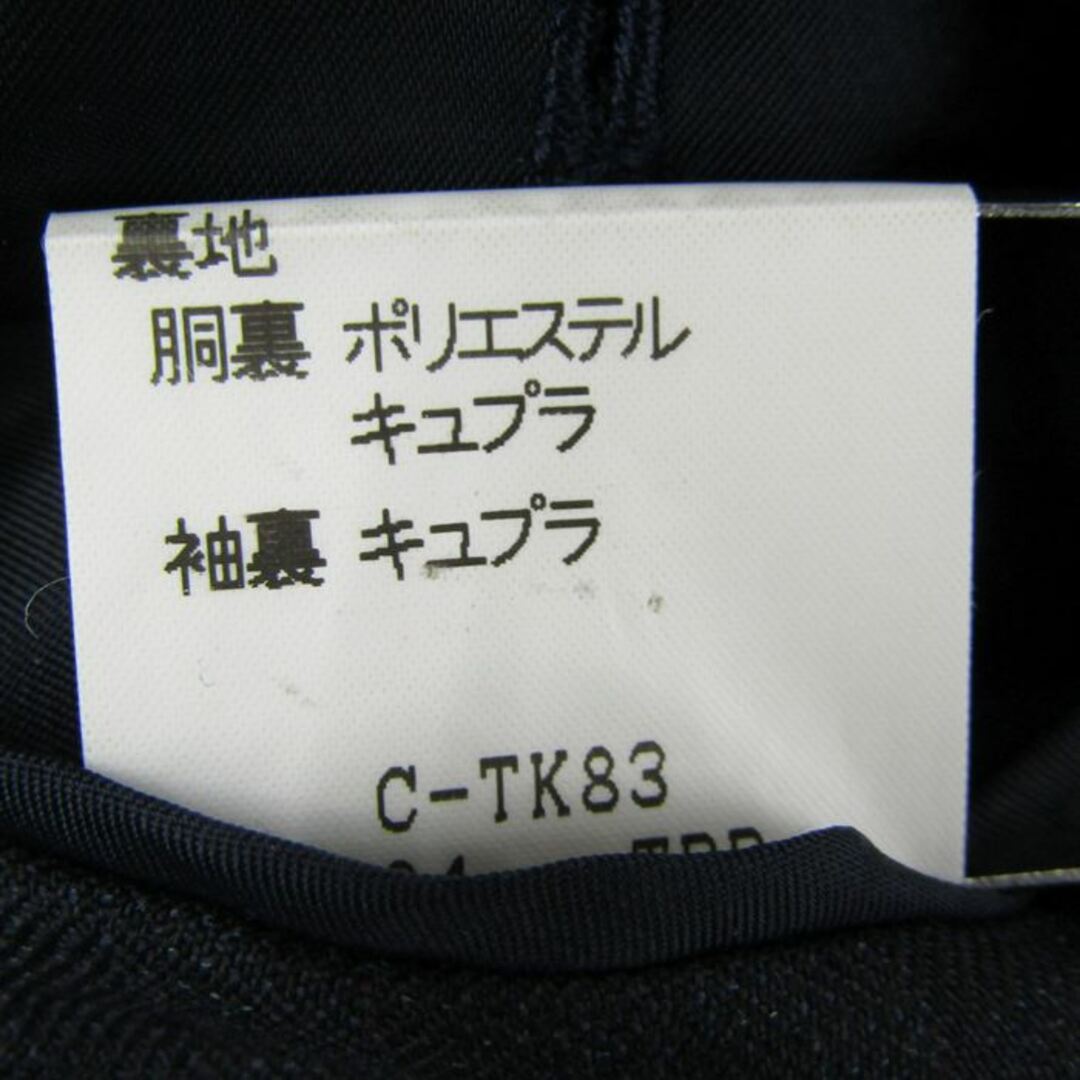 裏地
胴裏 ポリエステル
キュプラ
袖裏 キュプラ
C-TK83